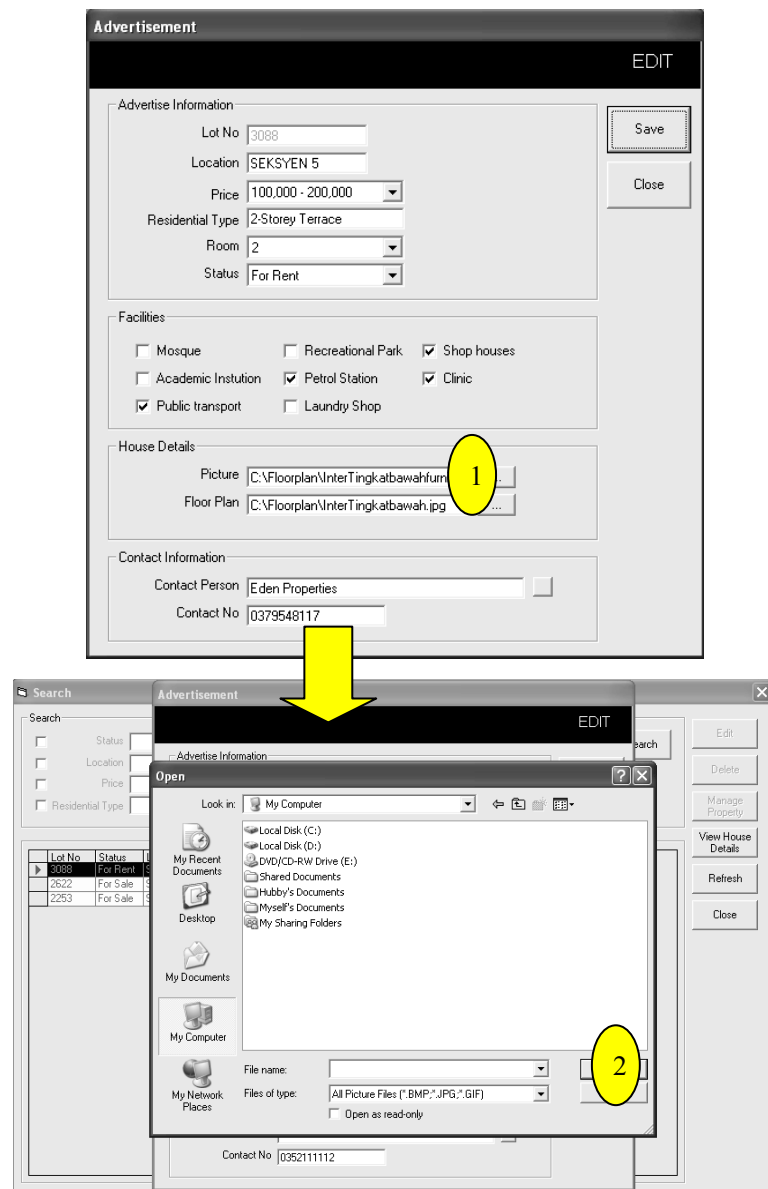 Advertisement
EDIT
Advertise Information
Lot No 3088
Save
Location SEKSYEN 5
Price 100,000 - 200,000
Close
Residential Type 2-Storey Terrace
Room 2
Status For Rent
Facilities
Mosque Recreational Park Shop houses
Academic Instution Petrol Station Clinic
Public transport Laundry Shop
House Details
Picture C:\Floorplan\InterTingkatbawahfurn 1
Floor Plan C:\Floorplan\InterTingkatbawah.jpg ...
Contact Information
Contact Person Eden Properties
Contact No 0379548117
Search Advertisement
EDIT
Search
Status
Location
Price
Residential Type
Advertise Information
Edit
Delete
Manage Property
View House Details
Refresh
Close
Lot No Status
3088 For Rent
2622 For Sale
2253 For Sale
Open
Look in: My Computer
My Recent Documents
Desktop
My Documents
My Computer
My Network Places
Local Disk (C:)
Local Disk (D:)
DVD/CD-RW Drive (E:)
Shared Documents
Hubby's Documents
Myself's Documents
My Sharing Folders
File name:
2
Files of type: All Picture Files (*.BMP;*.JPG;*.GIF)
Open as read-only
Contact No 0352111112